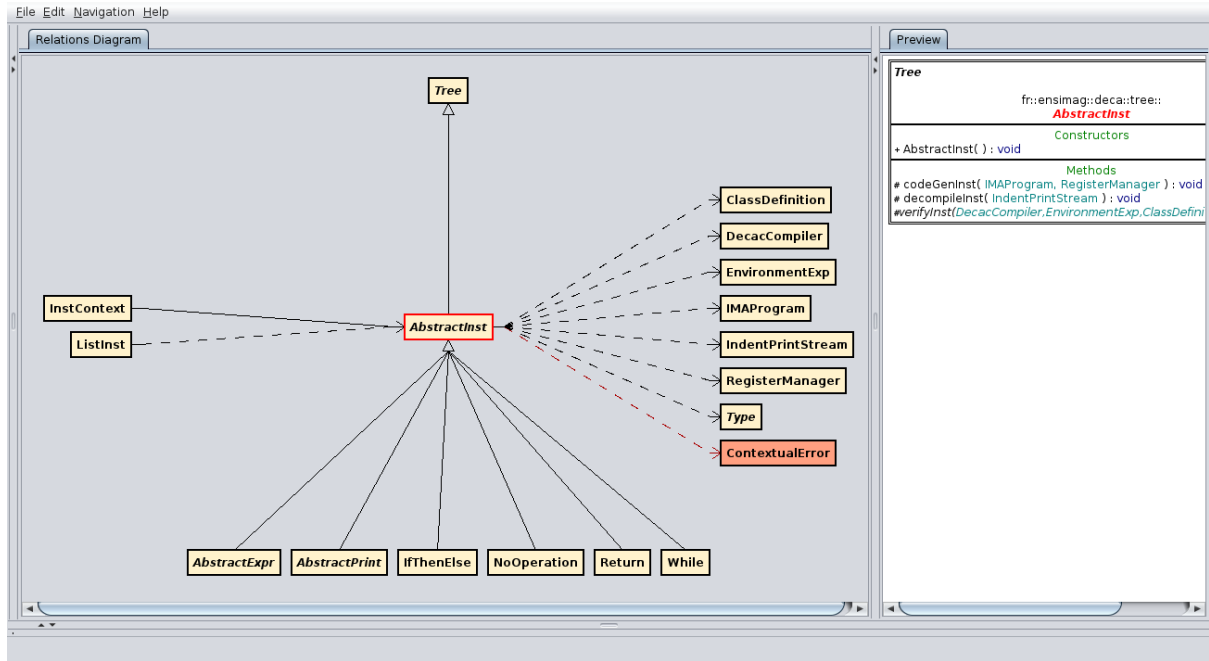 File Edit Navigation Help
Relations Diagram
Tree
ClassDefinition
DecacCompiler
EnvironmentExp
InstContext
IMAProgram
AbstractInst
ListInst
IndentPrintStream
RegisterManager
Type
ContextualError
AbstractExpr AbstractPrint IfThenElse NoOperation Return While
Preview
Tree
fr::ensimag::deca::tree::
AbstractInst
Constructors
+ AbstractInst( ) : void
Methods
# codeGenInst( IMAProgram, RegisterManager ) : void
# decompileInst( IndentPrintStream ) : void
#verifyInst(DecacCompiler,EnvironmentExp,ClassDefini